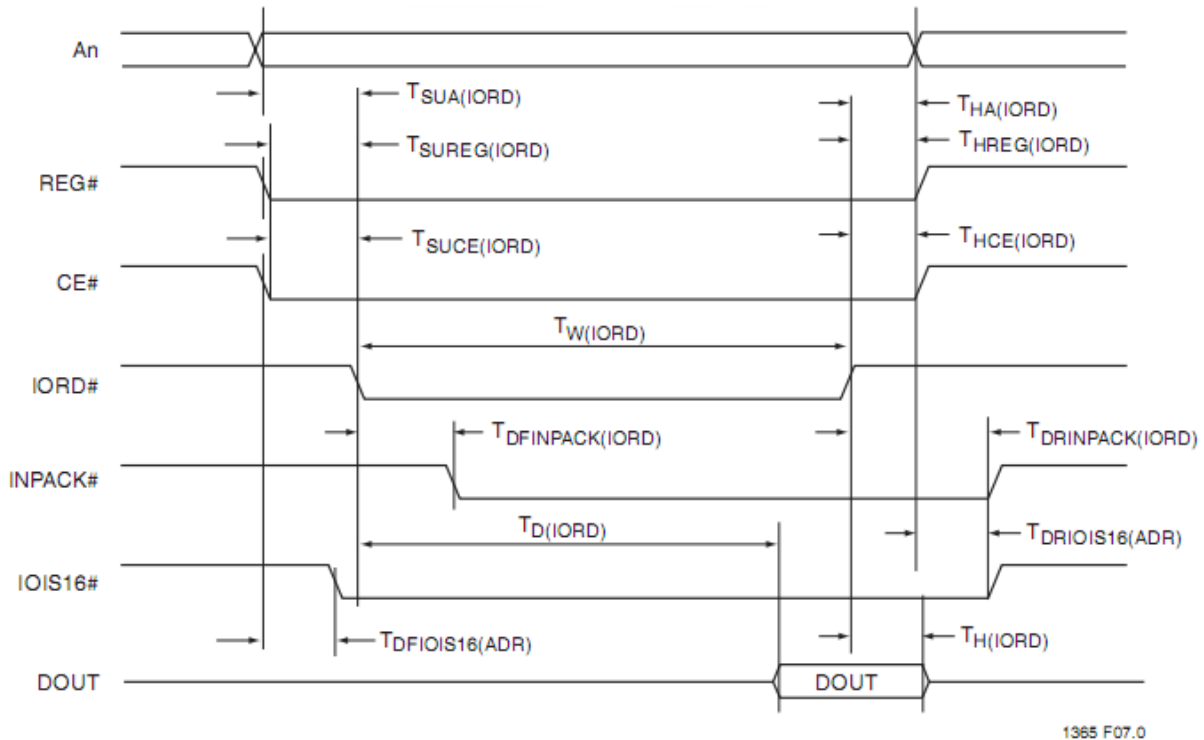 An
TSUA(IORD)
THA(IORD)
TSUREG(IORD)
THREG(IORD)
REG#
TSUCE(IORD)
THCE(IORD)
CE#
TW(IORD)
IORD#
TDFINPACK(IORD)
TDRINPACK(IORD)
INPACK#
TD(IORD)
TDRIOIS16(ADR)
IOIS16#
TDFIOIS16(ADR)
TH(IORD)
DOUT
DOUT
1365 F07.0